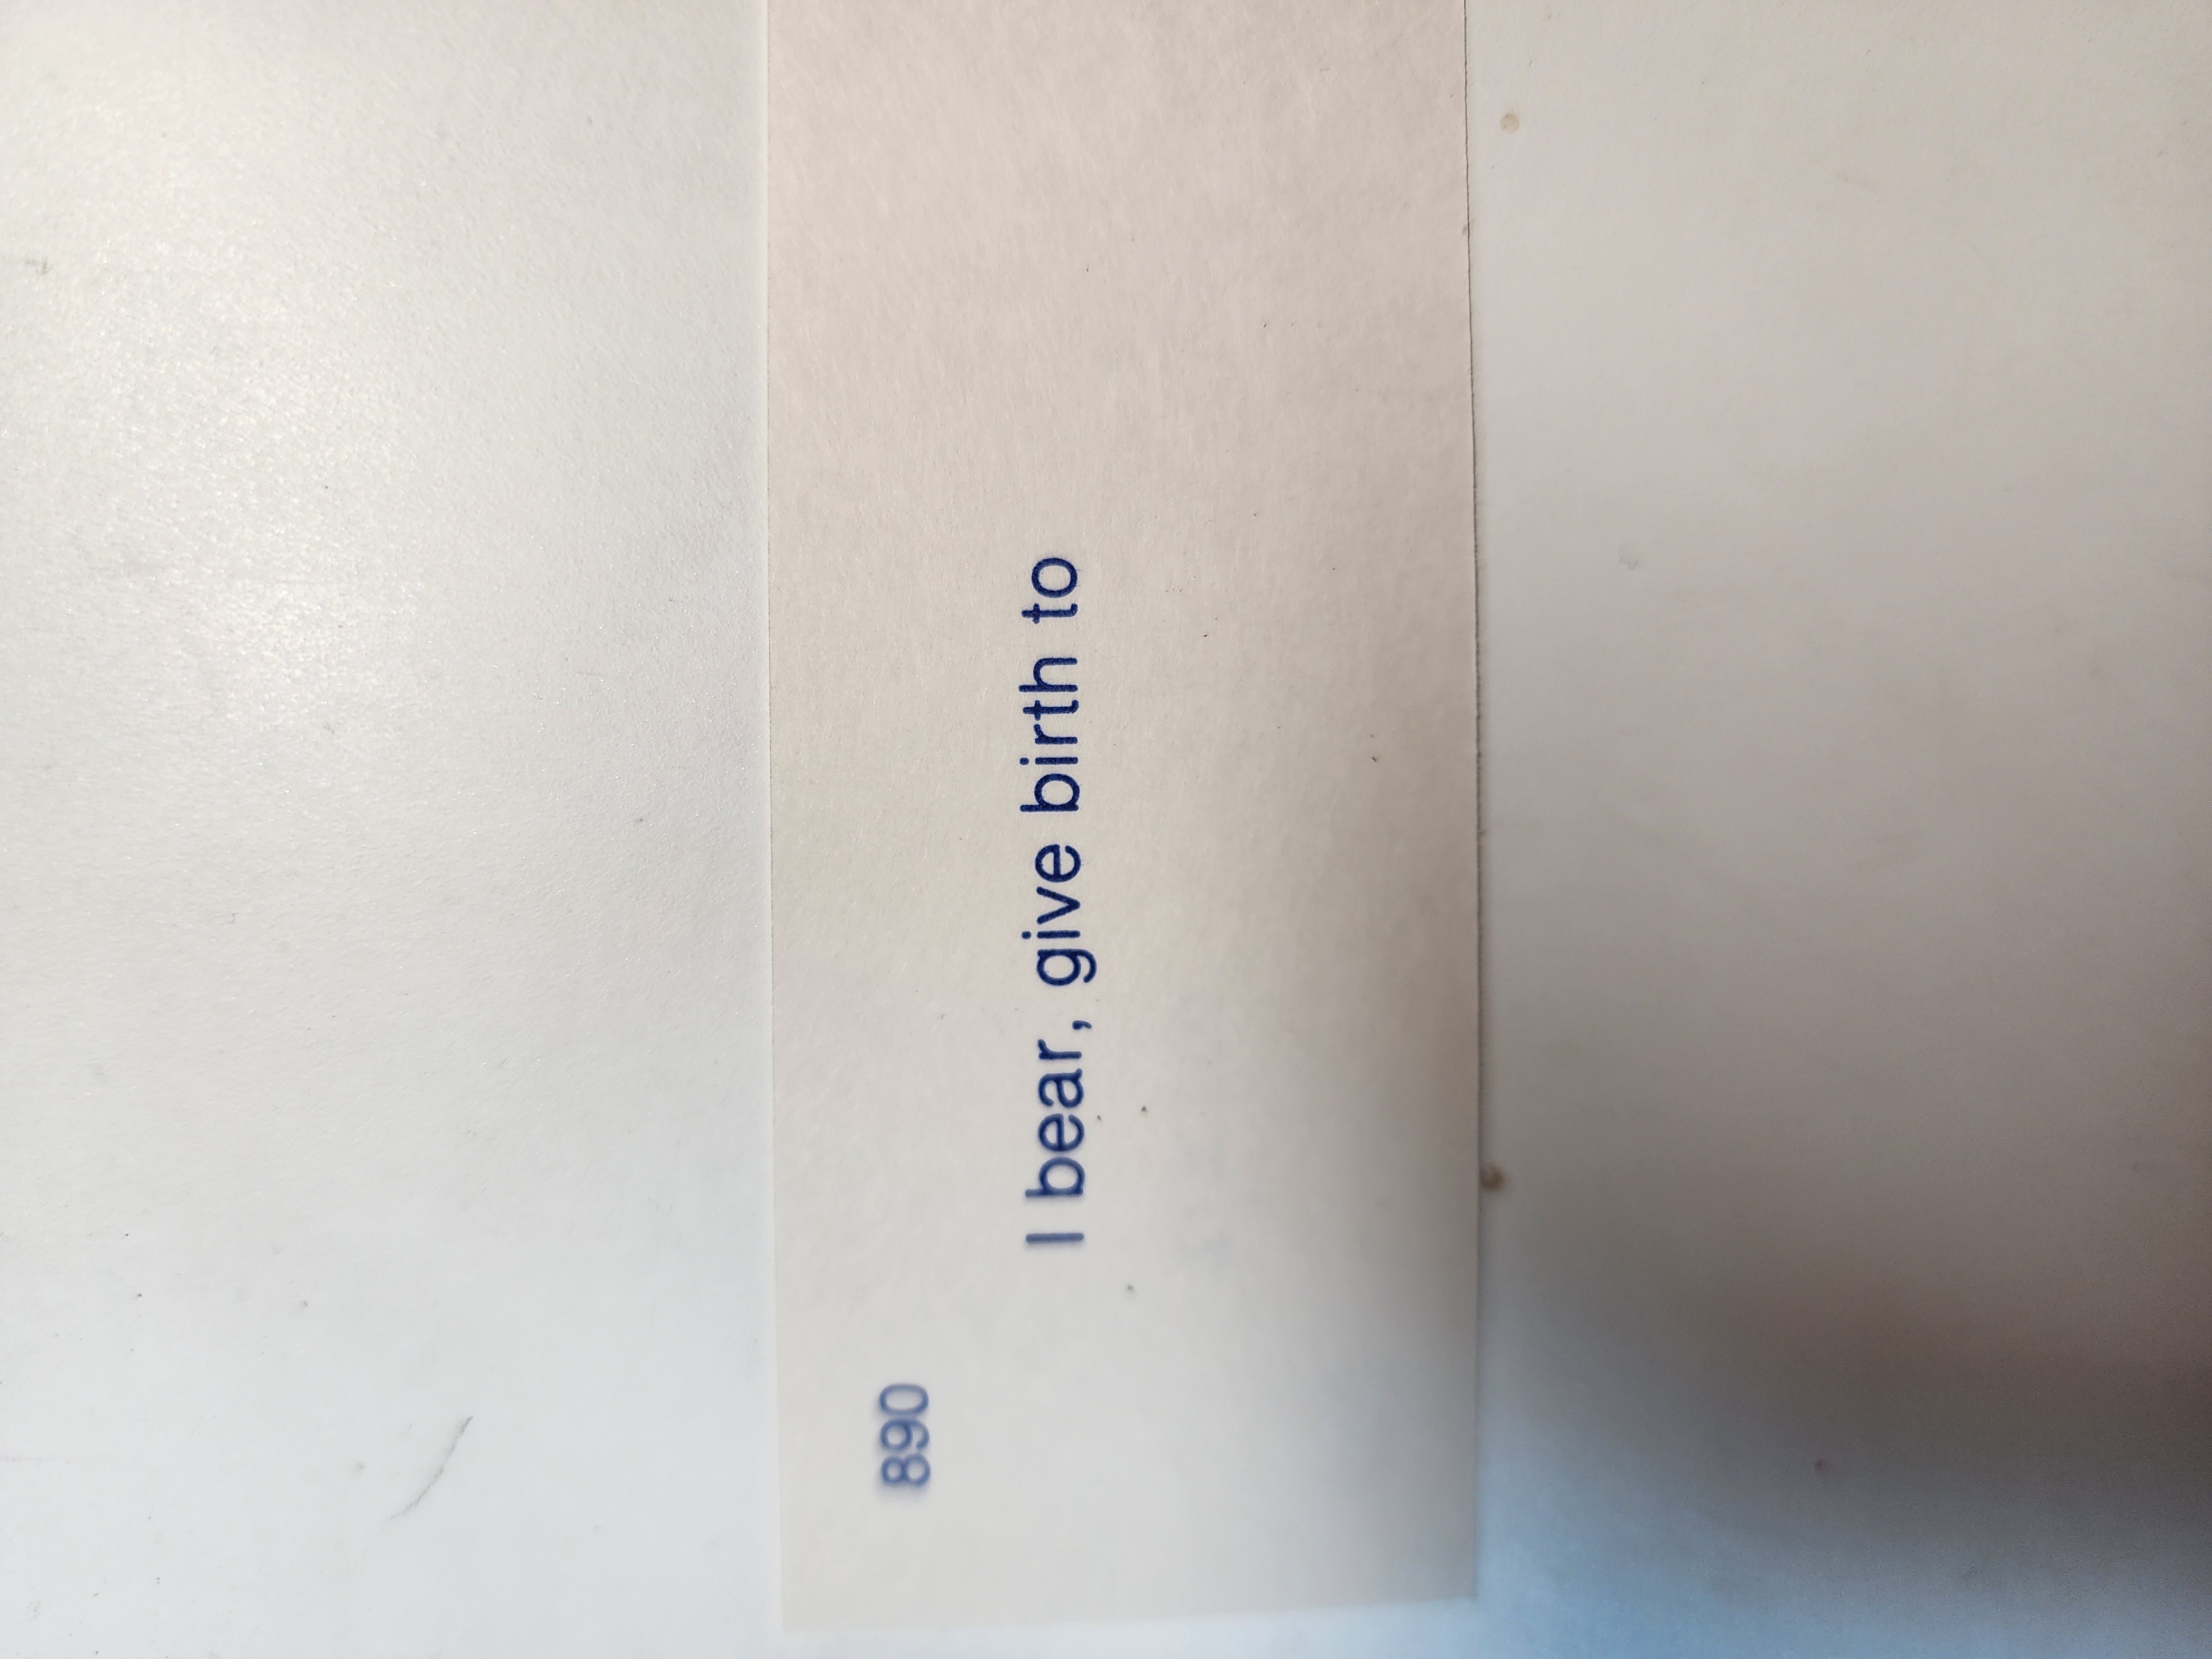 890
I bear, give birth to